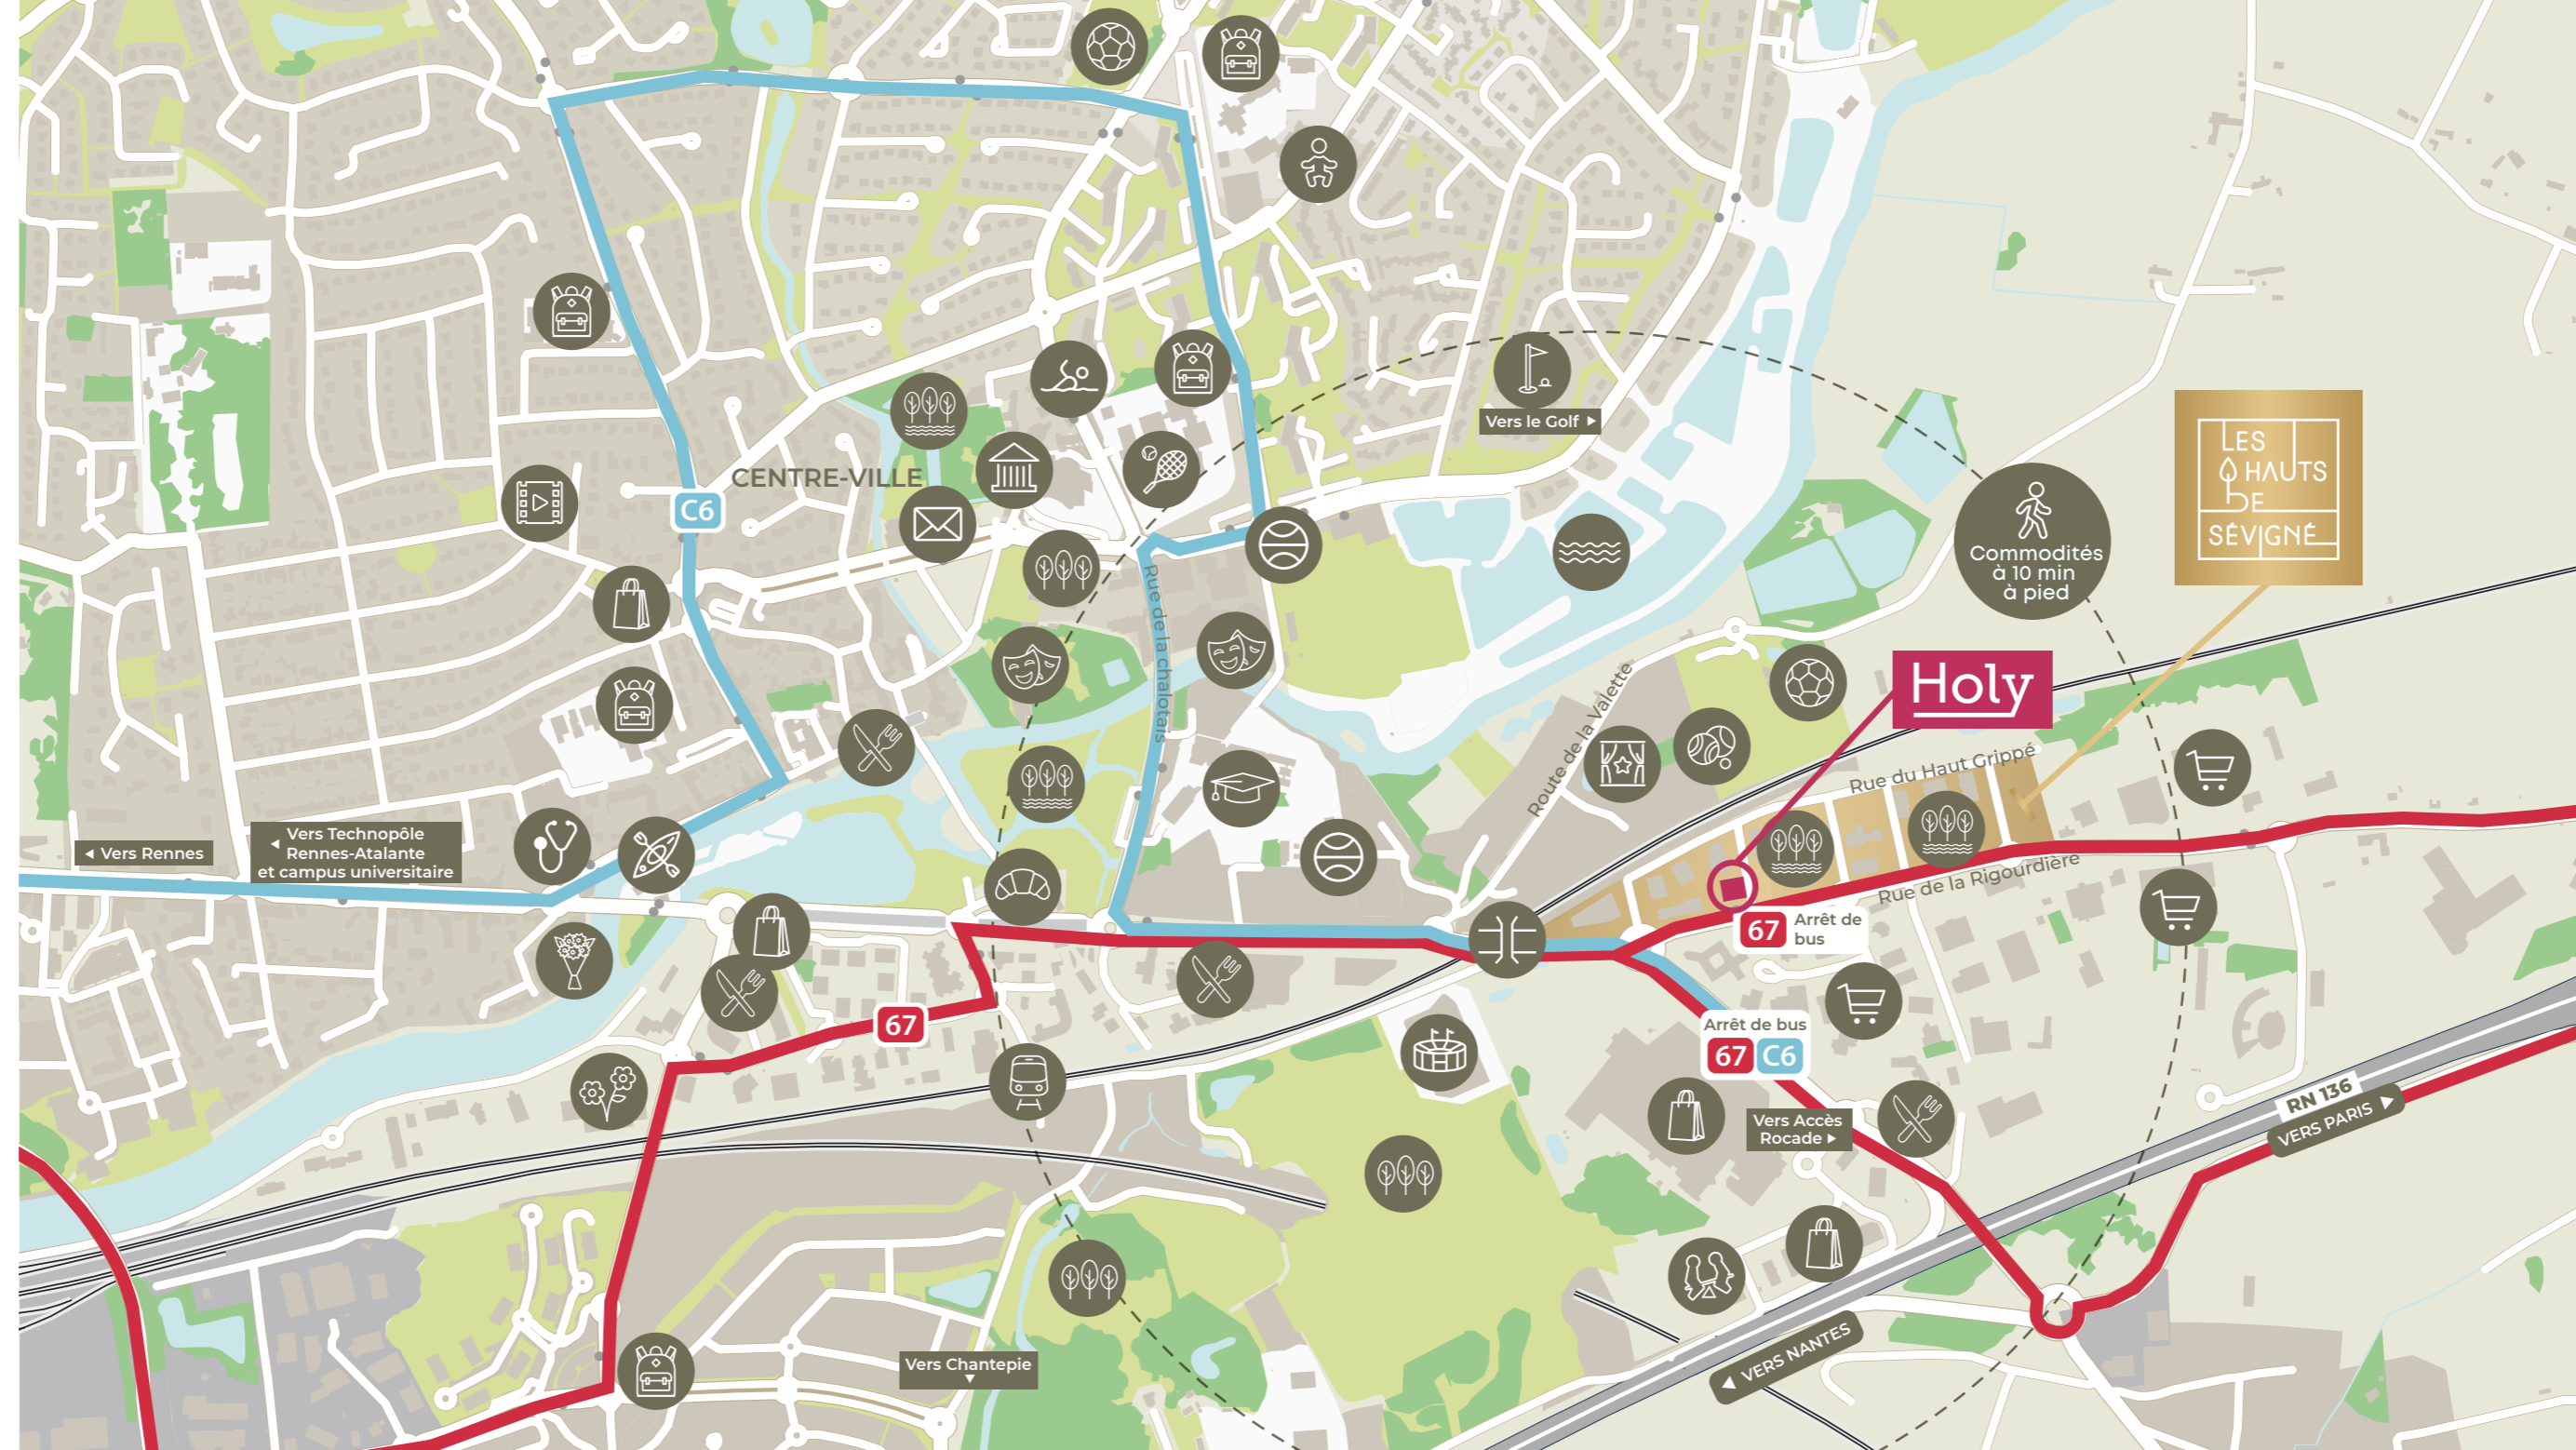 Vers le Golf ▶
CENTRE-VILLE
C6
LES
HAUTS
DE
SÉVIGNÉ
Commodités
à 10 min
à pied
Rue de la chalotais
Holy
Route de la Valette
Rue du Haut Grippé
◀ Vers Rennes
◀ Vers Technopôle
Rennes-Atalante
et campus universitaire
Rue de la Rigourdière
67 Arrêt de
bus
67
Arrêt de bus
67 C6
Vers Accès
Rocade ▶
RN 136
VERS PARIS ▶
◀ VERS NANTES
Vers Chantepie
▼